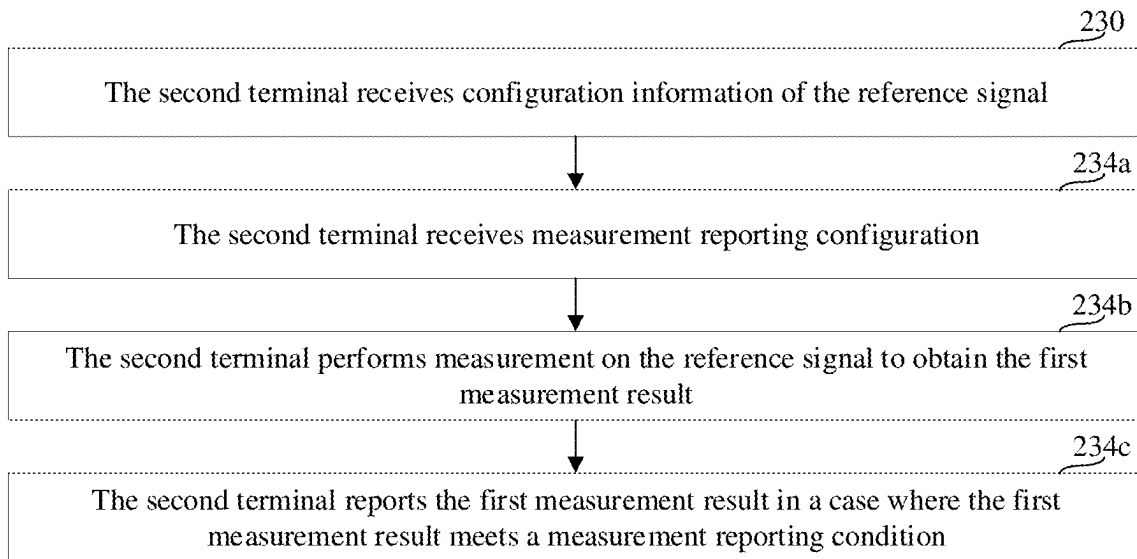 230
The second terminal receives configuration information of the reference signal
234a
The second terminal receives measurement reporting configuration
234b
The second terminal performs measurement on the reference signal to obtain the first
measurement result
234c
The second terminal reports the first measurement result in a case where the first
measurement result meets a measurement reporting condition